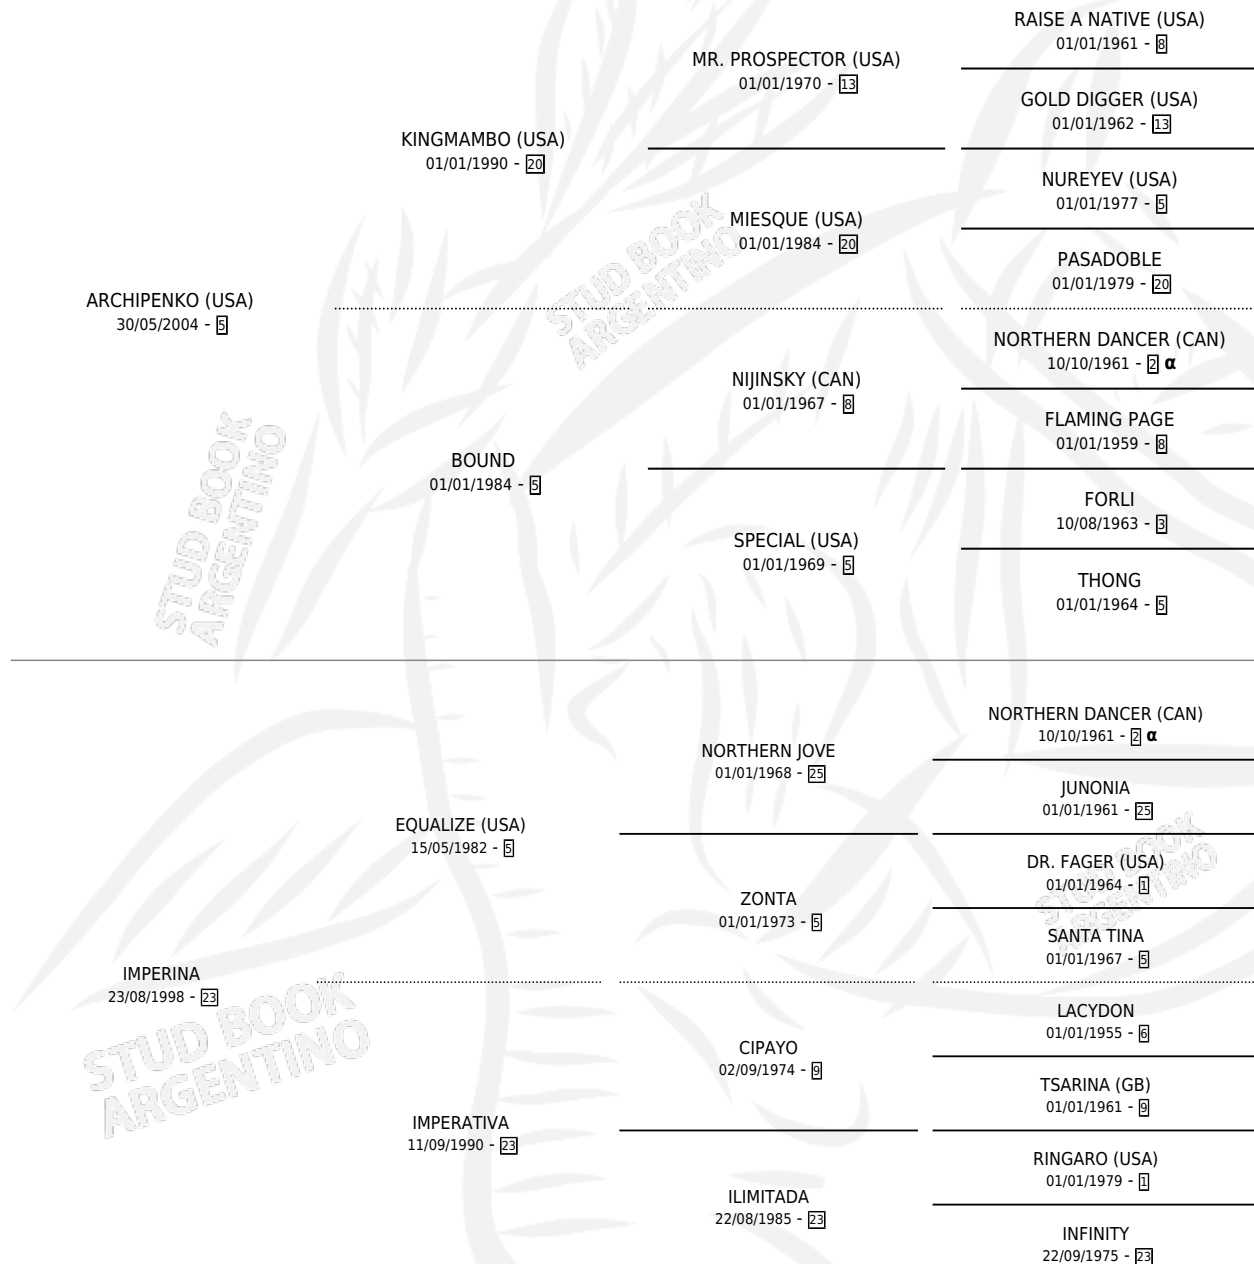 RAISE A NATIVE (USA)
01/01/1961 - 8
MR. PROSPECTOR (USA)
01/01/1970 - 13
GOLD DIGGER (USA)
01/01/1962 - 13
KINGMAMBO (USA)
01/01/1990 - 20
NUREYEV (USA)
01/01/1977 - 5
MIESQUE (USA)
01/01/1984 - 20
PASADOBLE
01/01/1979 - 20
ARCHIPENKO (USA)
30/05/2004 - 5
NORTHERN DANCER (CAN)
10/10/1961 - 2 α
NIJINSKY (CAN)
01/01/1967 - 8
FLAMING PAGE
01/01/1959 - 8
BOUND
01/01/1984 - 5
FORLI
10/08/1963 - 3
SPECIAL (USA)
01/01/1969 - 5
THONG
01/01/1964 - 5
NORTHERN DANCER (CAN)
10/10/1961 - 2 α
NORTHERN JOVE
01/01/1968 - 25
JUNONIA
01/01/1961 - 25
EQUALIZE (USA)
15/05/1982 - 5
DR. FAGER (USA)
01/01/1964 - 1
ZONTA
01/01/1973 - 5
SANTA TINA
01/01/1967 - 5
IMPERINA
23/08/1998 - 23
LACYDON
01/01/1955 - 6
CIPAYO
02/09/1974 - 9
TSARINA (GB)
01/01/1961 - 9
IMPERATIVA
11/09/1990 - 23
RINGARO (USA)
01/01/1979 - 1
ILIMITADA
22/08/1985 - 23
INFINITY
22/09/1975 - 23
STUD BOOK
ARGENTINO
STUD BOOK
ARGENTINO
STUD BOOK
ARGENTINO
STUD BOOK
ARGENTINO